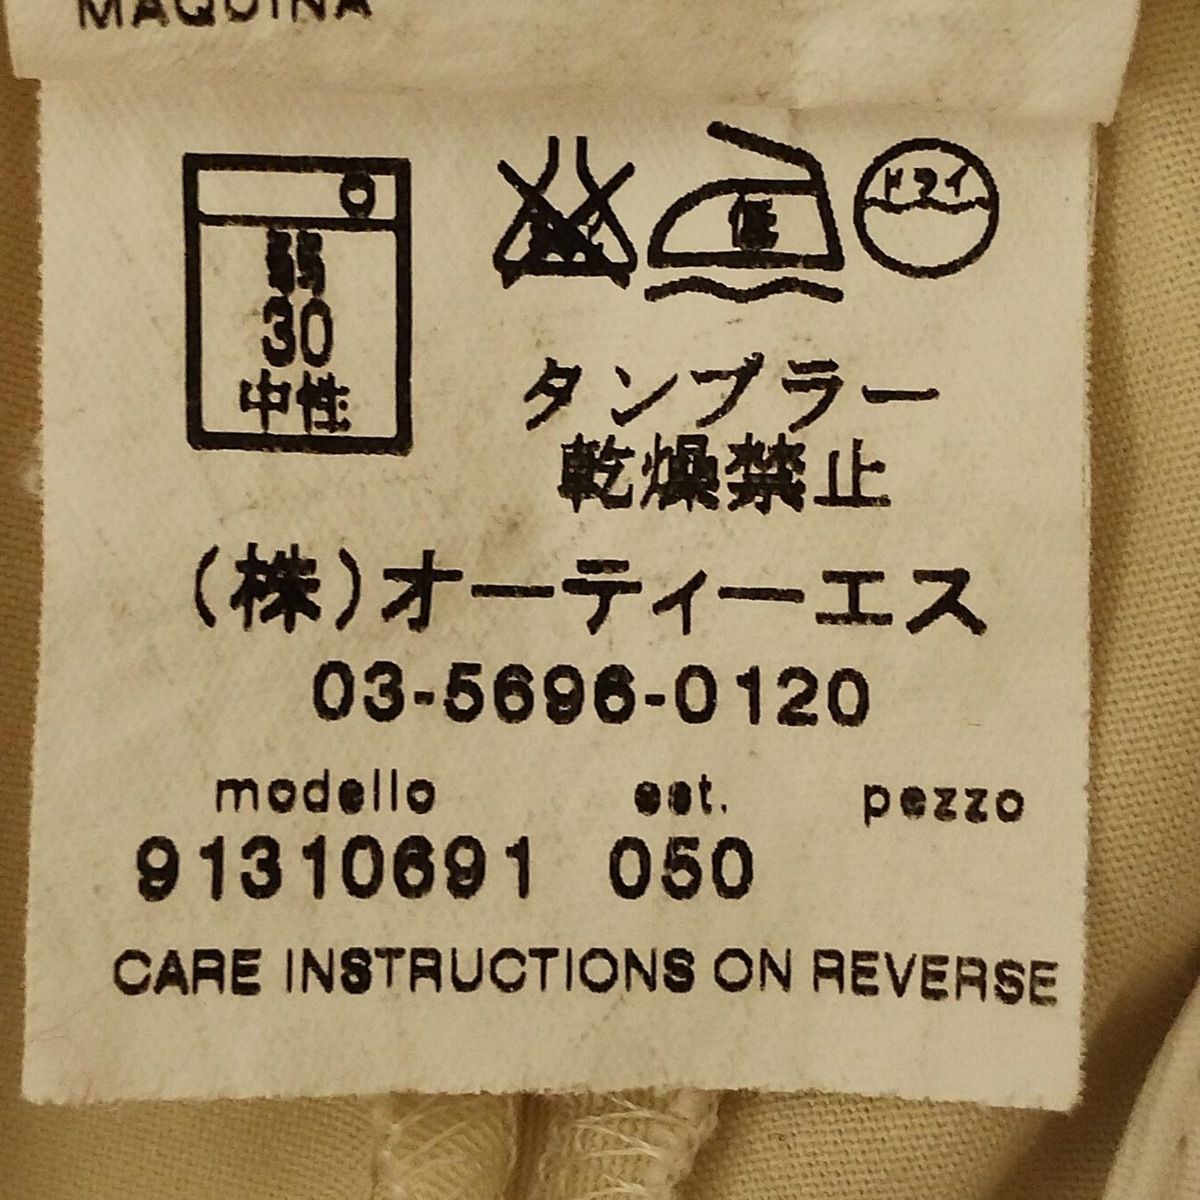 MAQUINA
弱
30
中性
低
ドライ
タンブラー
乾燥禁止
(株)オーティーエス
03-5696-0120
modello est. pezzo
91310691 050
CARE INSTRUCTIONS ON REVERSE